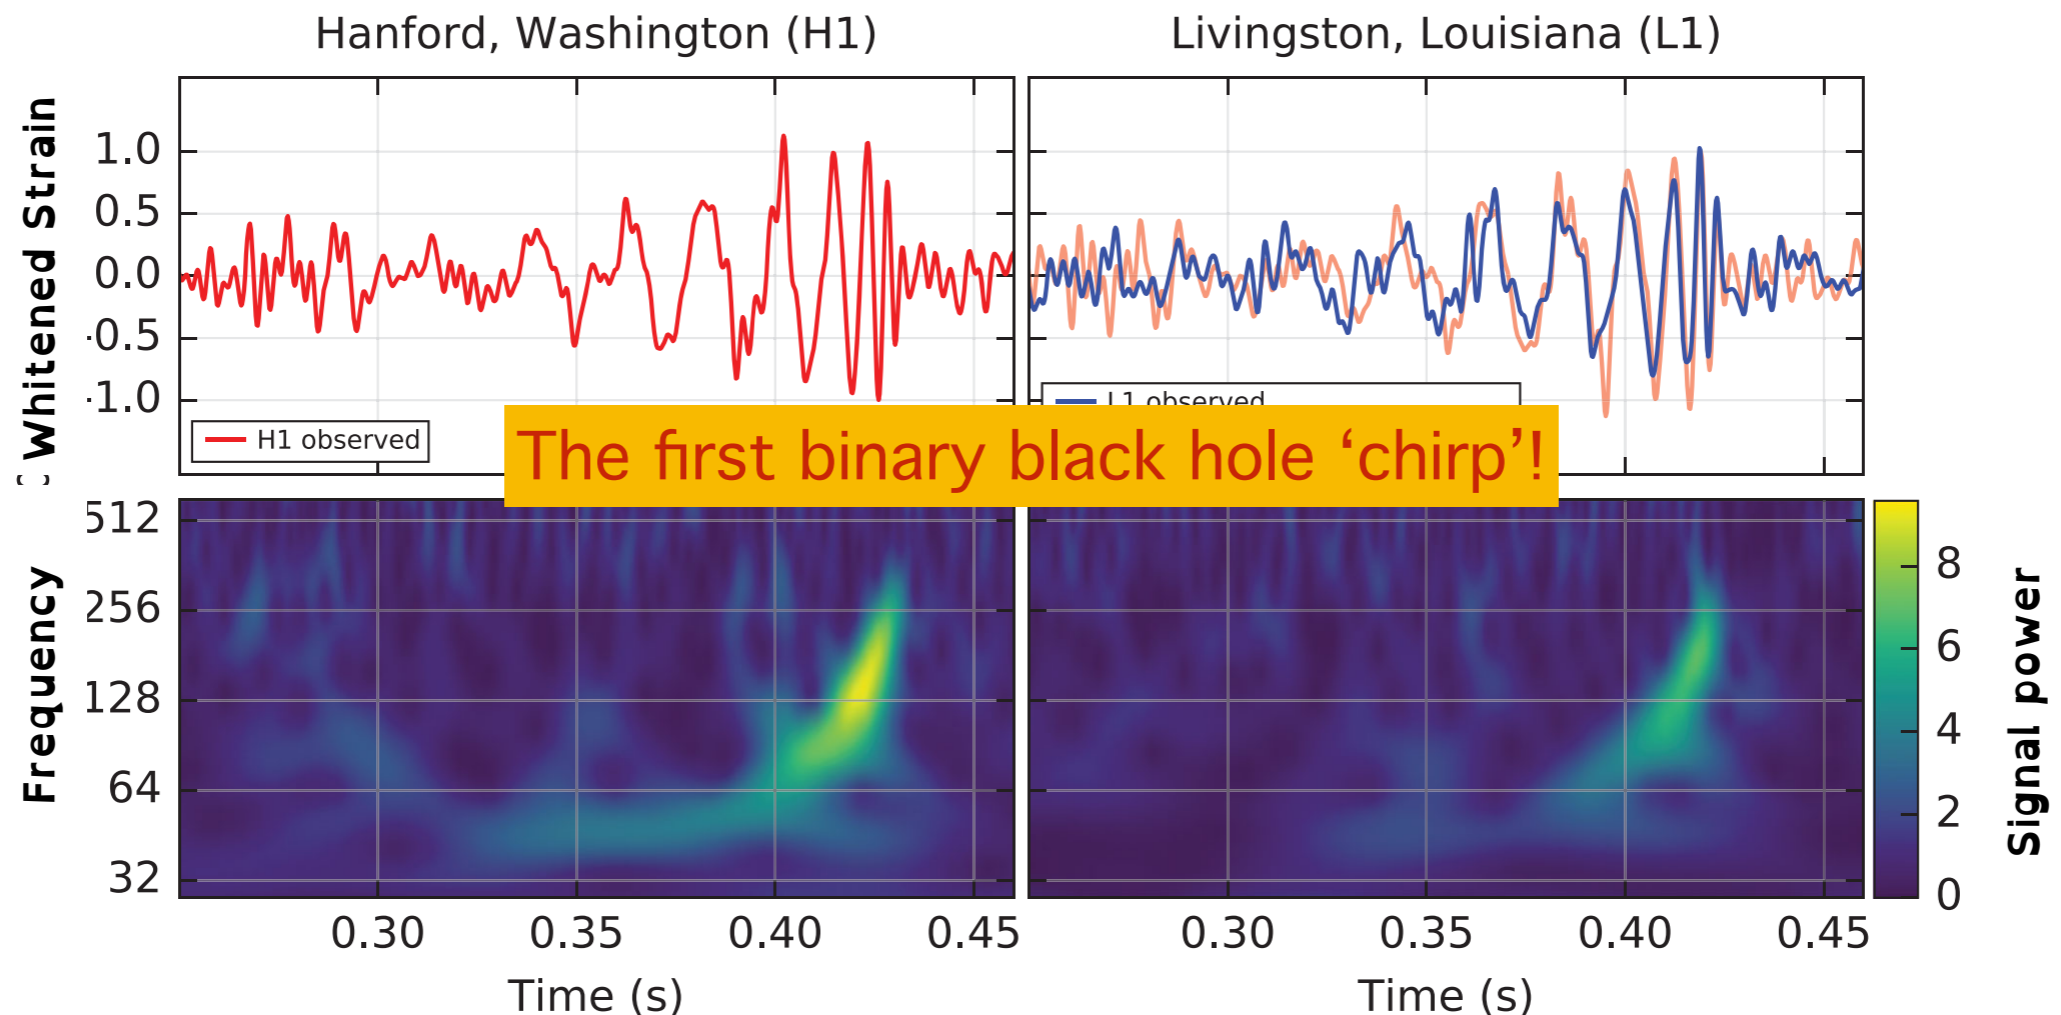 Hanford, Washington (H1)
Livingston, Louisiana (L1)
Whitened Strain
1.0
0.5
0.0
-0.5
-1.0
H1 observed
L1 observed
The first binary black hole ‘chirp’!
Frequency
512
256
128
64
32
0.30 0.35 0.40 0.45
0.30 0.35 0.40 0.45
Time (s)
Time (s)
8
6
4
2
0
Signal power